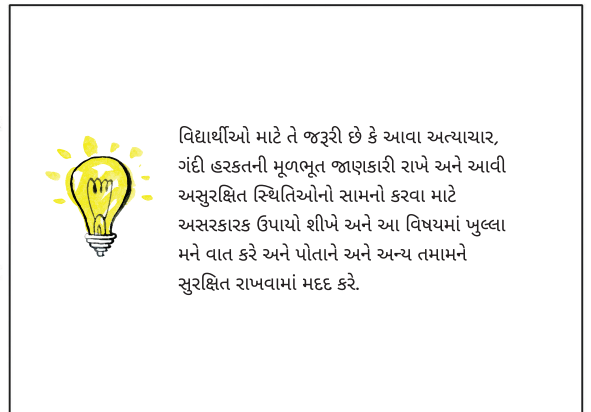 વિદ્યાર્થીઓ માટે તે જરૂરી છે કે આવા અત્યાચાર,
ગંદી હરકતની મૂળભૂત જાણકારી રાખે અને આવી
અસુરક્ષિત સ્થિતિઓનો સામનો કરવા માટે
અસરકારક ઉપાયો શીખે અને આ વિષયમાં ખુલ્લા
મને વાત કરે અને પોતાને અને અન્ય તમામને
સુરક્ષિત રાખવામાં મદદ કરે.